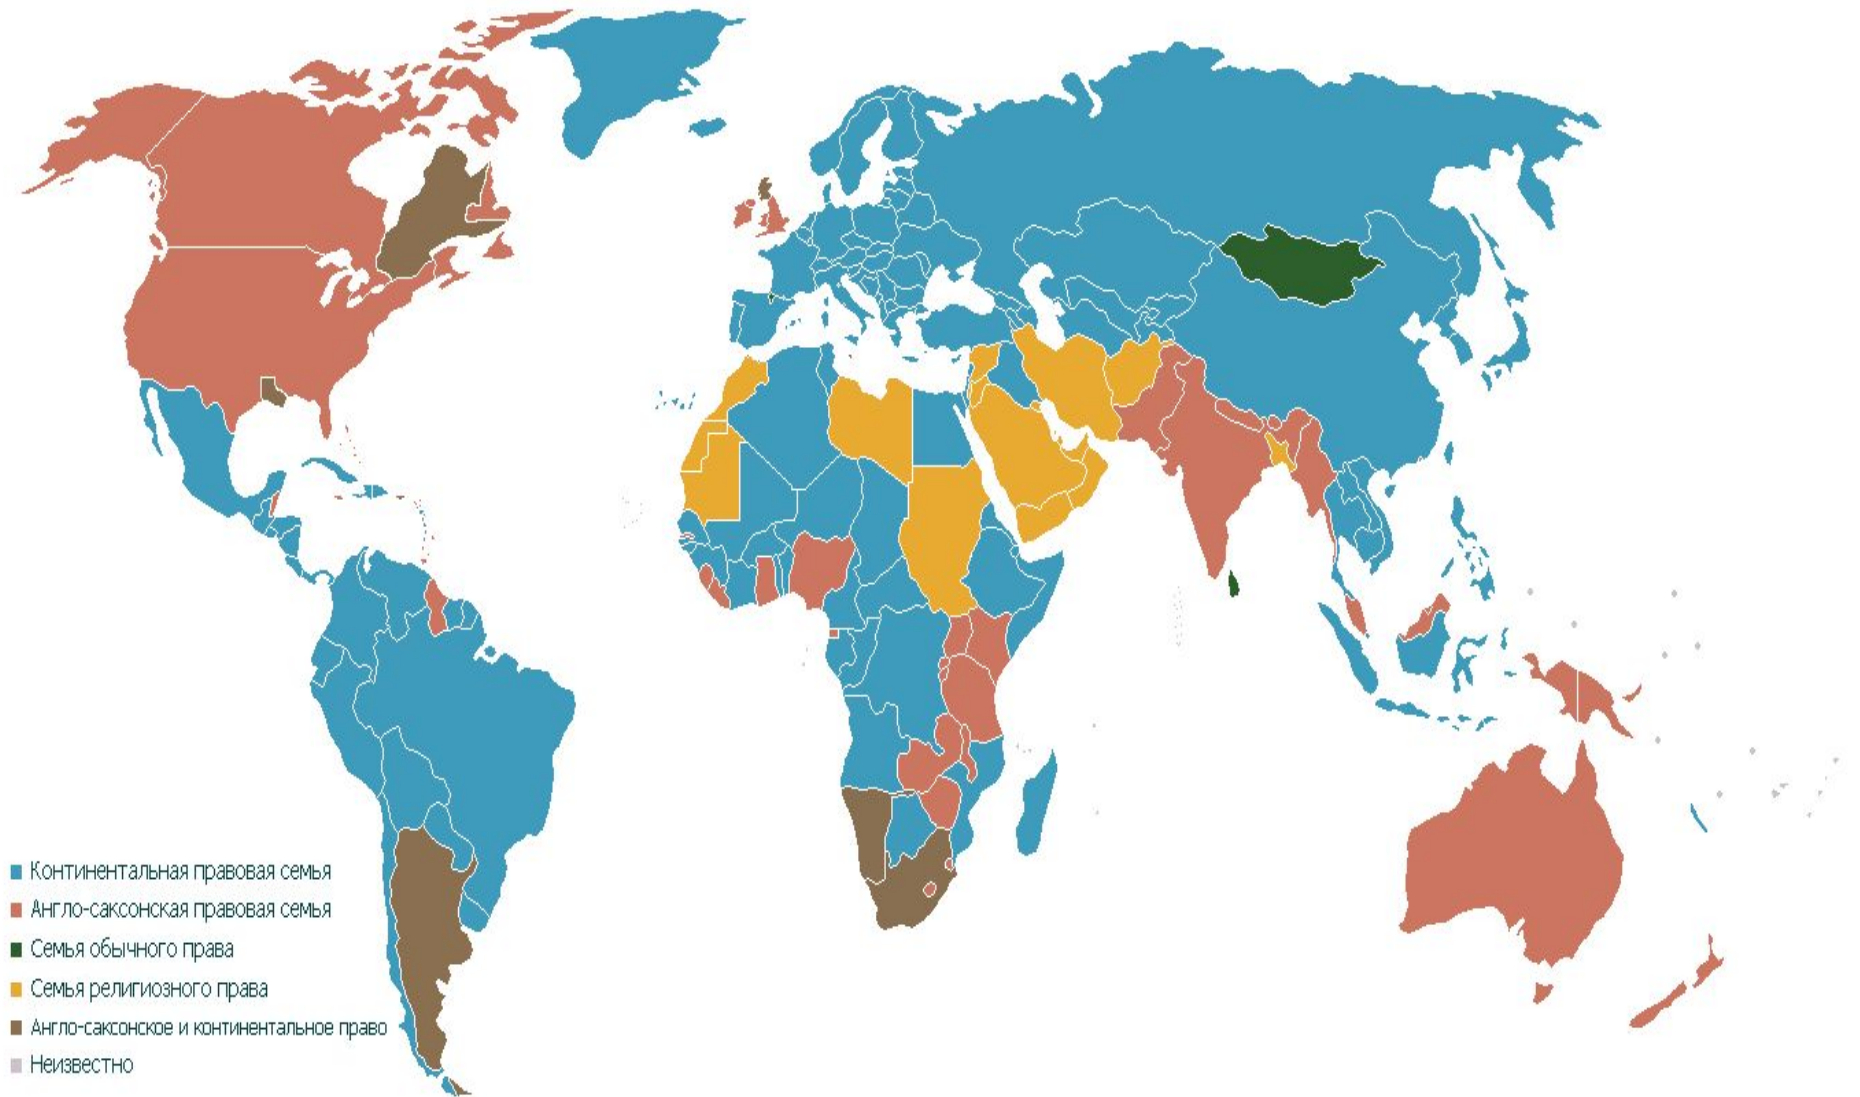 Континентальная правовая семья
Англо-саксонская правовая семья
Семья обычного права
Семья религиозного права
Англо-саксонское и континентальное право
Неизвестно